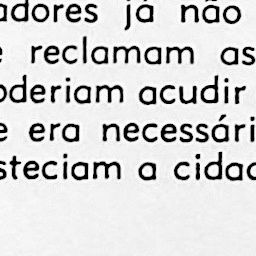 adores já não
reclamam as
oderiam acudir
e era necessári
steciam a cidad